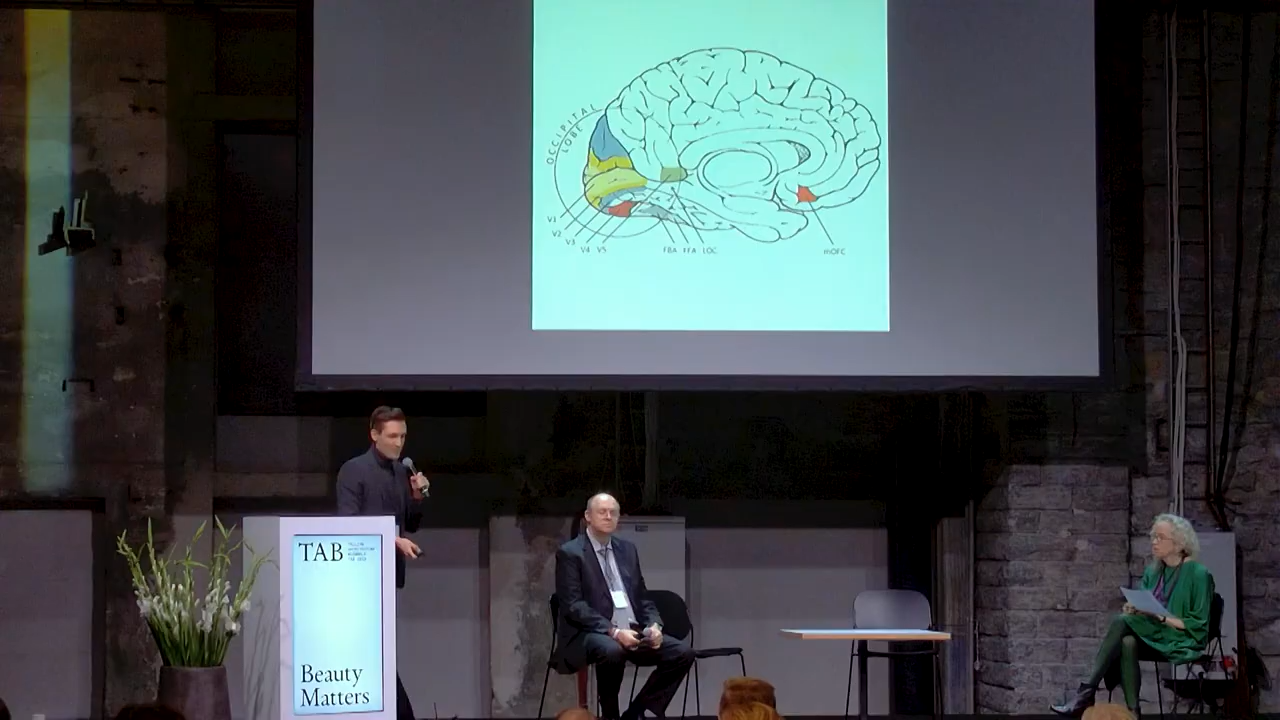 OCCIPITAL
LOBE
V1
V2
V3
V4 V5
FBA FFA LOC
mOFC
TAB
Beauty
Matters